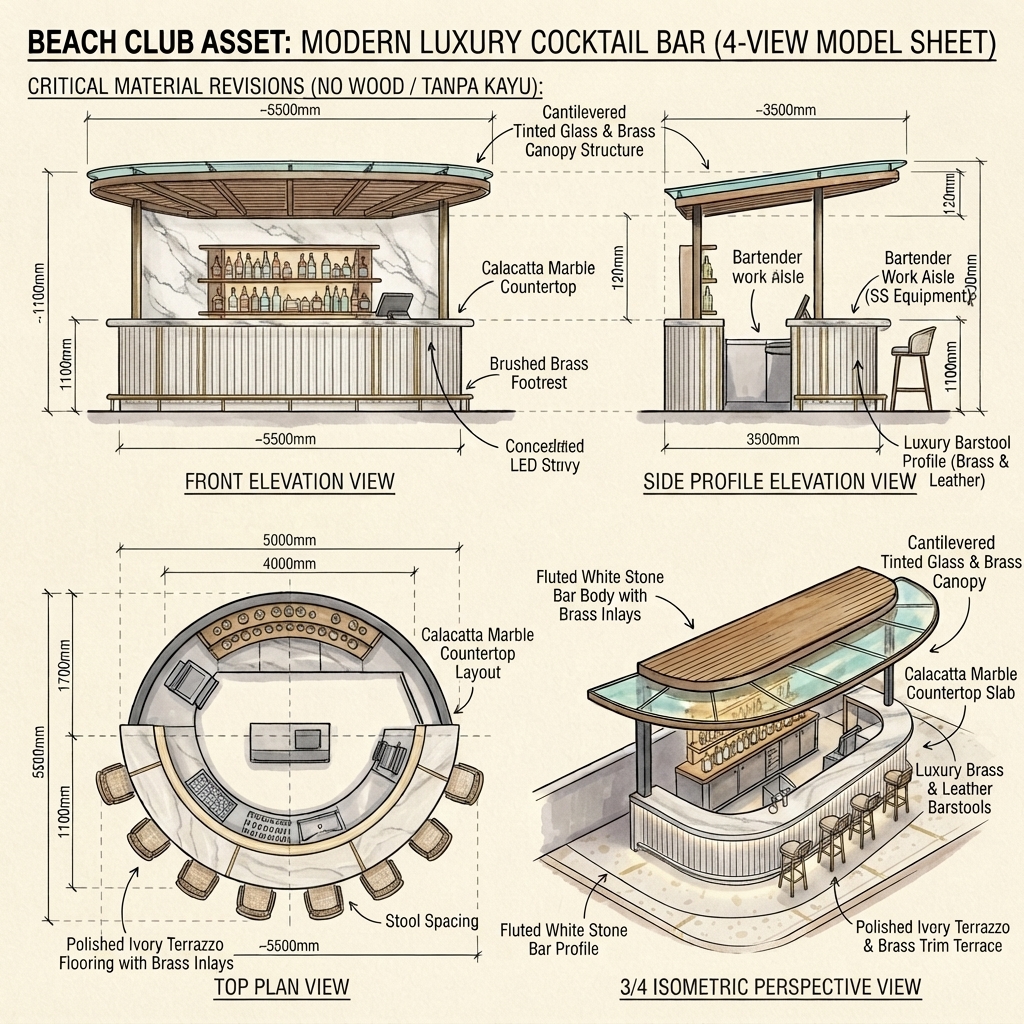 BEACH CLUB ASSET: MODERN LUXURY COCKTAIL BAR (4-VIEW MODEL SHEET)
CRITICAL MATERIAL REVISIONS (NO WOOD / TANPA KAYU):
~5500mm
Cantilevered
Tinted Glass & Brass
Canopy Structure
~3500mm
~1100mm
1100mm
120mm
Calacatta Marble
Countertop
Brushed Brass
Footrest
~5500mm
LED
FRONT ELEVATION VIEW
120mm
Bartender
work Aisle
Bartender
Work Aisle
(SS Equipment)
1100mm
3500mm
Luxury Barstool
Profile (Brass &
Leather)
SIDE PROFILE ELEVATION VIEW
5000mm
4000mm
1700mm
1100mm
Calacatta Marble
Countertop
Layout
Stool Spacing
~5500mm
Polished Ivory Terrazzo
Flooring with Brass Inlays
TOP PLAN VIEW
Fluted White Stone
Bar Body with
Brass Inlays
Cantilevered
Tinted Glass & Brass
Canopy
Calacatta Marble
Countertop Slab
Luxury Brass
& Leather
Barstools
Fluted White Stone
Bar Profile
Polished Ivory Terrazzo
& Brass Trim Terrace
3/4 ISOMETRIC PERSPECTIVE VIEW